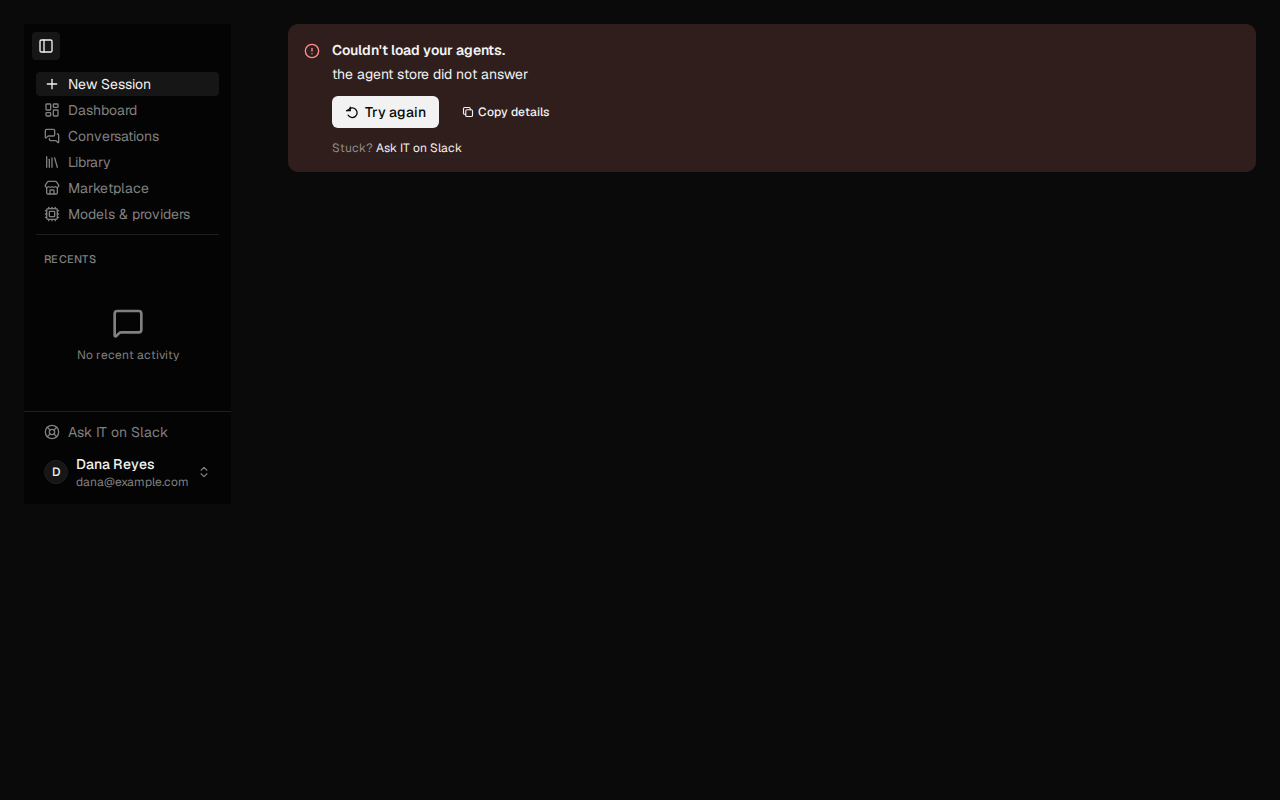 New Session
Dashboard
Conversations
Library
Marketplace
Models & providers
RECENTS
No recent activity
Ask IT on Slack
D
Dana Reyes
dana@example.com
Couldn't load your agents.
the agent store did not answer
Try again
Copy details
Stuck? Ask IT on Slack